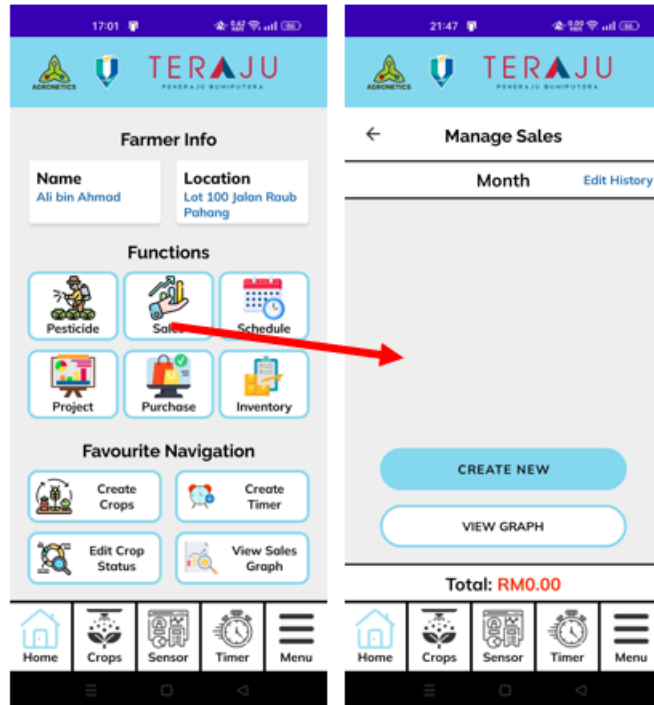 17:01
AGRONETICS
TERAJU
PENERAJU BUMIPUTERA
Farmer Info
Name
Ali bin Ahmad
Location
Lot 100 Jalan Raub
Pahang
Functions
Pesticide
Sales
Schedule
Project
Purchase
Inventory
Favourite Navigation
Create
Crops
Create
Timer
Edit Crop
Status
View Sales
Graph
Home
Crops
Sensor
Timer
Menu
21:47
AGRONETICS
TERAJU
PENERAJU BUMIPUTERA
Manage Sales
Month
Edit History
CREATE NEW
VIEW GRAPH
Total: RM0.00
Home
Crops
Sensor
Timer
Menu